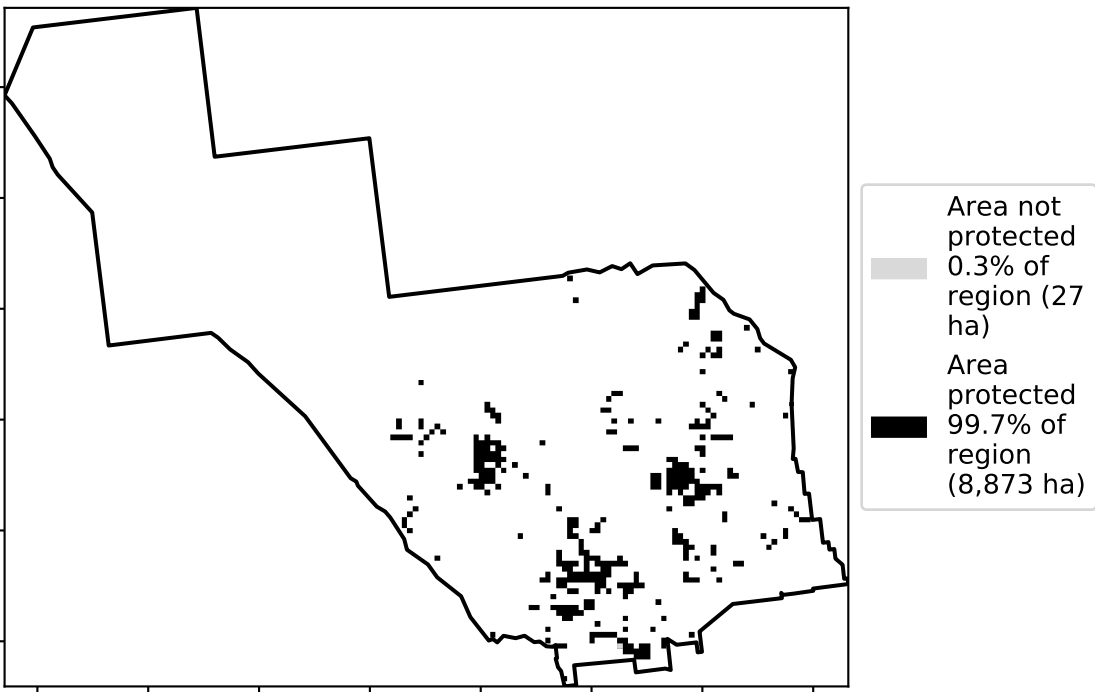 Area not
protected
0.3% of
region (27
ha)
Area
protected
99.7% of
region
(8,873 ha)